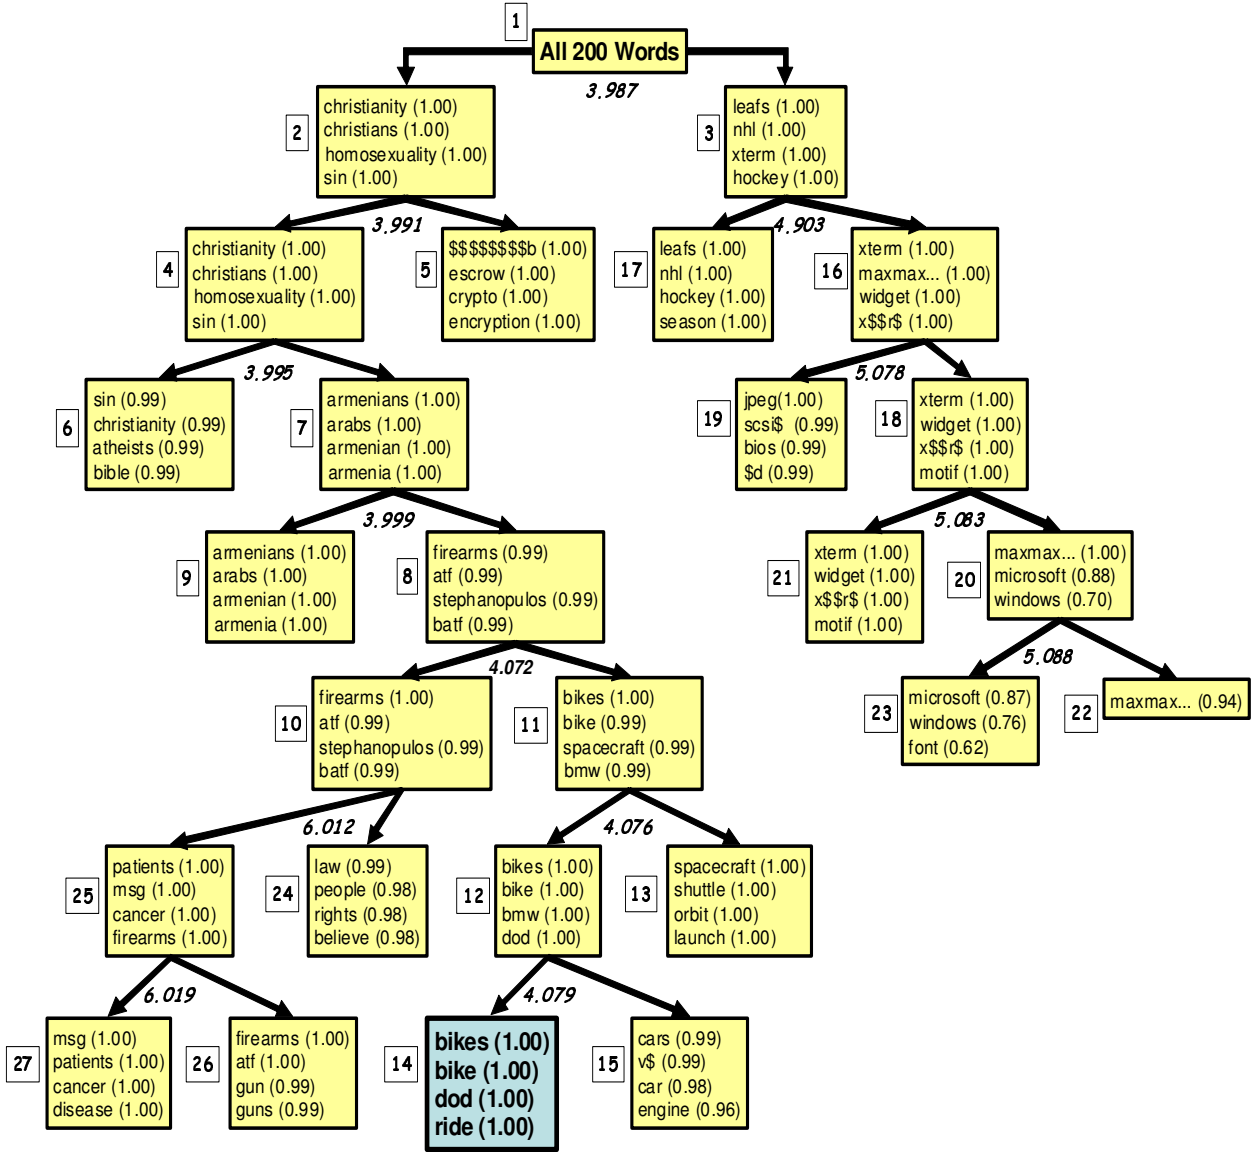 1
All 200 Words
3.987
2
christianity (1.00)
christians (1.00)
homosexuality (1.00)
sin (1.00)
3
leafs (1.00)
nhl (1.00)
xterm (1.00)
hockey (1.00)
3.991
4.903
4
christianity (1.00)
christians (1.00)
homosexuality (1.00)
sin (1.00)
5
$$$$$$$$b (1.00)
escrow (1.00)
crypto (1.00)
encryption (1.00)
17
leafs (1.00)
nhl (1.00)
hockey (1.00)
season (1.00)
16
xterm (1.00)
maxmax... (1.00)
widget (1.00)
x$$r$ (1.00)
3.995
5.078
6
sin (0.99)
christianity (0.99)
atheists (0.99)
bible (0.99)
7
armenians (1.00)
arabs (1.00)
armenian (1.00)
armenia (1.00)
19
jpeg(1.00)
scsi$ (0.99)
bios (0.99)
$d (0.99)
18
xterm (1.00)
widget (1.00)
x$$r$ (1.00)
motif (1.00)
3.999
5.083
9
armenians (1.00)
arabs (1.00)
armenian (1.00)
armenia (1.00)
8
firearms (0.99)
atf (0.99)
stephanopulos (0.99)
batf (0.99)
21
xterm (1.00)
widget (1.00)
x$$r$ (1.00)
motif (1.00)
20
maxmax... (1.00)
microsoft (0.88)
windows (0.70)
4.072
5.088
10
firearms (1.00)
atf (0.99)
stephanopulos (0.99)
batf (0.99)
11
bikes (1.00)
bike (0.99)
spacecraft (0.99)
bmw (0.99)
23
microsoft (0.87)
windows (0.76)
font (0.62)
22
maxmax... (0.94)
6.012
4.076
25
patients (1.00)
msg (1.00)
cancer (1.00)
firearms (1.00)
24
law (0.99)
people (0.98)
rights (0.98)
believe (0.98)
12
bikes (1.00)
bike (1.00)
bmw (1.00)
dod (1.00)
13
spacecraft (1.00)
shuttle (1.00)
orbit (1.00)
launch (1.00)
6.019
4.079
27
msg (1.00)
patients (1.00)
cancer (1.00)
disease (1.00)
26
firearms (1.00)
atf (1.00)
gun (0.99)
guns (0.99)
14
bikes (1.00)
bike (1.00)
dod (1.00)
ride (1.00)
15
cars (0.99)
v$ (0.99)
car (0.98)
engine (0.96)